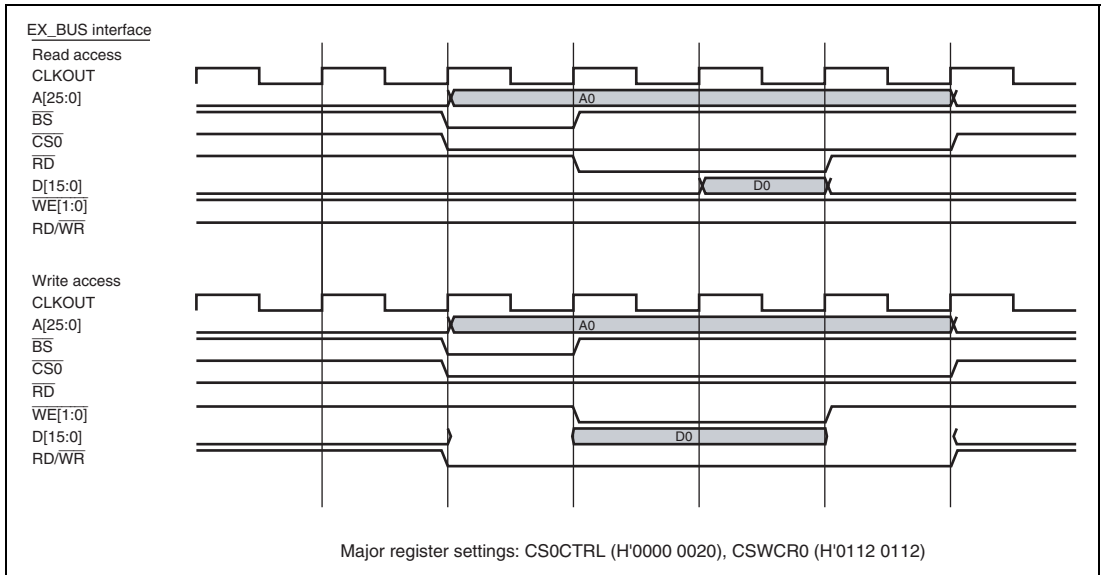 EX_BUS interface
Read access
CLKOUT
A[25:0]
A0
BS
CS0
RD
D[15:0]
D0
WE[1:0]
RD/WR
Write access
CLKOUT
A[25:0]
A0
BS
CS0
RD
WE[1:0]
D[15:0]
D0
RD/WR
Major register settings: CS0CTRL (H'0000 0020), CSWCR0 (H'0112 0112)